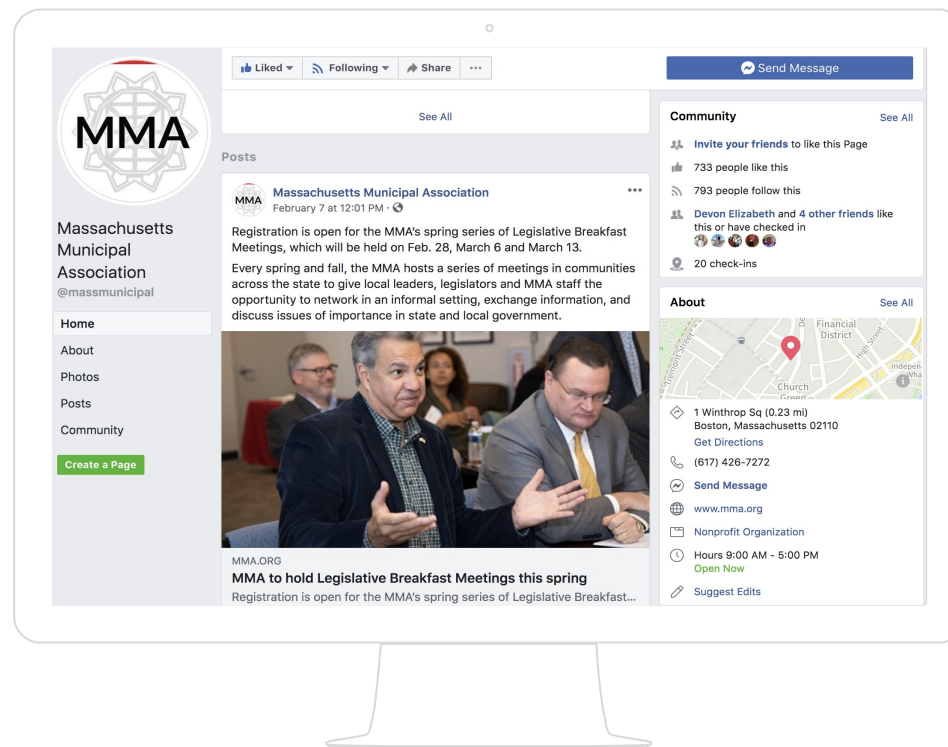 MMA
Massachusetts
Municipal
Association
@massmunicipal
Home
About
Photos
Posts
Community
Create a Page
Liked
Following
Share
See All
Posts
MMA
Massachusetts Municipal Association
February 7 at 12:01 PM ·
Registration is open for the MMA's spring series of Legislative Breakfast
Meetings, which will be held on Feb. 28, March 6 and March 13.
Every spring and fall, the MMA hosts a series of meetings in communities
across the state to give local leaders, legislators and MMA staff the
opportunity to network in an informal setting, exchange information, and
discuss issues of importance in state and local government.
MMA.ORG
MMA to hold Legislative Breakfast Meetings this spring
Registration is open for the MMA's spring series of Legislative Breakfast...
Send Message
Community See All
Invite your friends to like this Page
733 people like this
793 people follow this
Devon Elizabeth and 4 other friends like
this or have checked in
20 check-ins
About See All
Financial
District
Tremont Street
High Street
Indepen
Wha
Church
Green
1 Winthrop Sq (0.23 mi)
Boston, Massachusetts 02110
Get Directions
(617) 426-7272
Send Message
www.mma.org
Nonprofit Organization
Hours 9:00 AM - 5:00 PM
Open Now
Suggest Edits